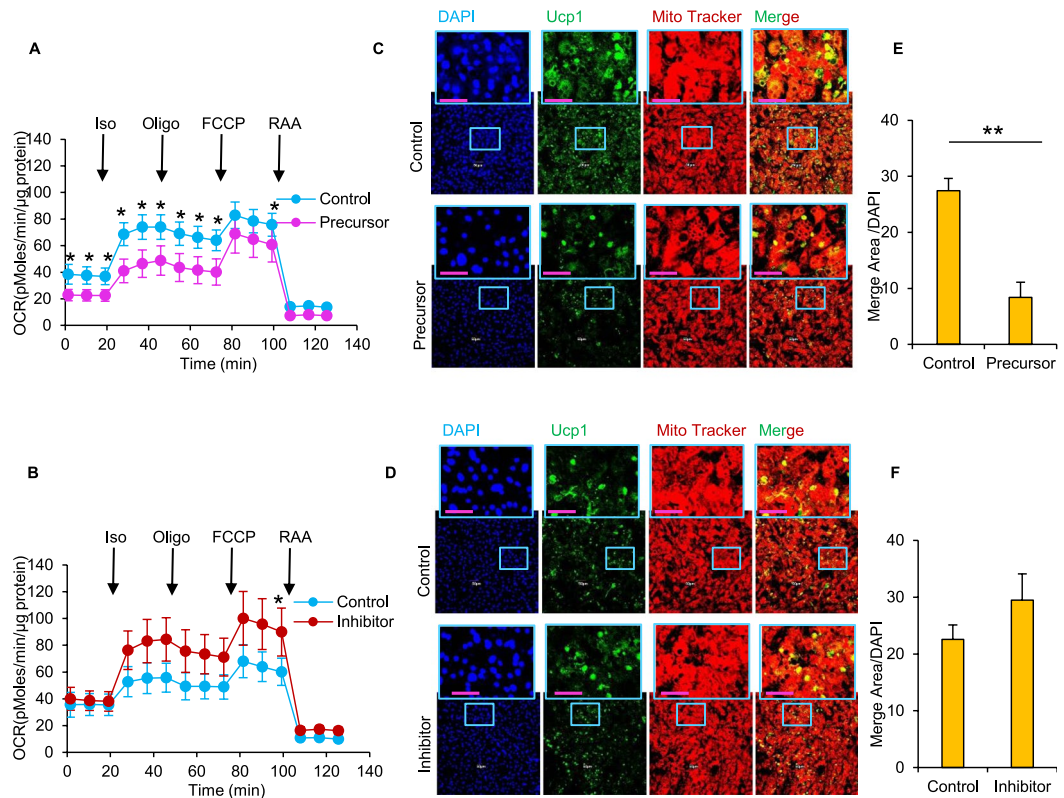 A
Iso Oligo FCCP RAA
OCR(pMoles/min/µg protein)
140
120
100
80
60
40
20
0
* * * * * * * * * *
Control
Precursor
0 20 40 60 80 100 120 140
Time (min)
C
DAPI Ucp1 Mito Tracker Merge
Control
Precursor
E
Merge Area /DAPI
40
30
20
10
0
**
Control Precursor
B
Iso Oligo FCCP RAA
OCR(pMoles/min/µg protein)
140
120
100
80
60
40
20
0
*
Control
Inhibitor
0 20 40 60 80 100 120 140
Time (min)
D
DAPI Ucp1 Mito Tracker Merge
Control
Inhibitor
F
Merge Area/DAPI
40
30
20
10
0
Control Inhibitor